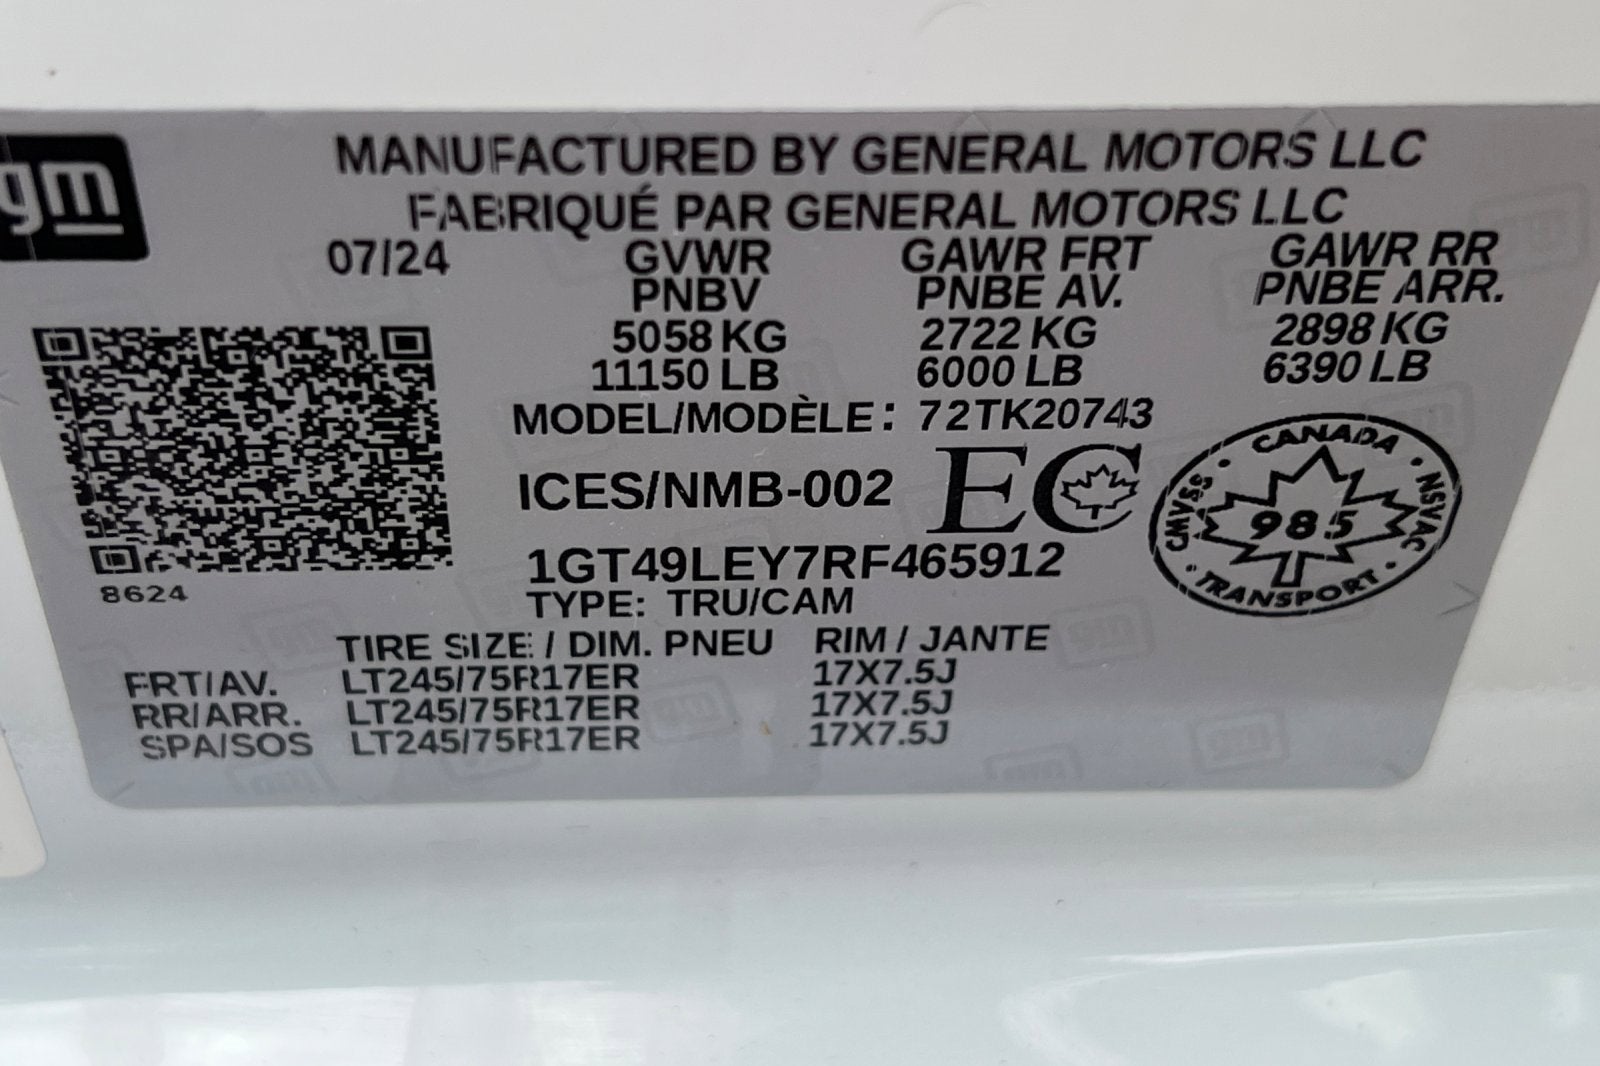 gm
MANUFACTURED BY GENERAL MOTORS LLC
FABRIQUÉ PAR GENERAL MOTORS LLC
07/24 GVWR GAWR FRT GAWR RR
PNBV PNBE AV. PNBE ARR.
5058 KG 2722 KG 2898 KG
11150 LB 6000 LB 6390 LB
MODEL/MODÈLE: 72TK20743
ICES/NMB-002 EC
CANADA · NSVAC · TRANSPORT · CMVSS ·
985
1GT49LEY7RF465912
8624
TYPE: TRU/CAM
TIRE SIZE / DIM. PNEU RIM / JANTE
FRT/AV. LT245/75R17ER 17X7.5J
RR/ARR. LT245/75R17ER 17X7.5J
SPA/SOS LT245/75R17ER 17X7.5J